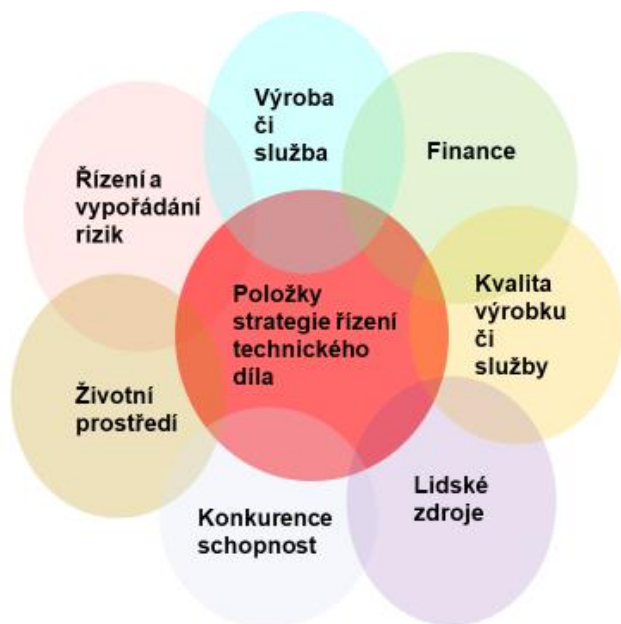 Výroba
či
služba
Finance
Řízení a
vypořádání
rizik
Položky
strategie řízení
technického
díla
Kvalita
výrobku
či
služby
Životní
prostředí
Lidské
zdroje
Konkurence
schopnost